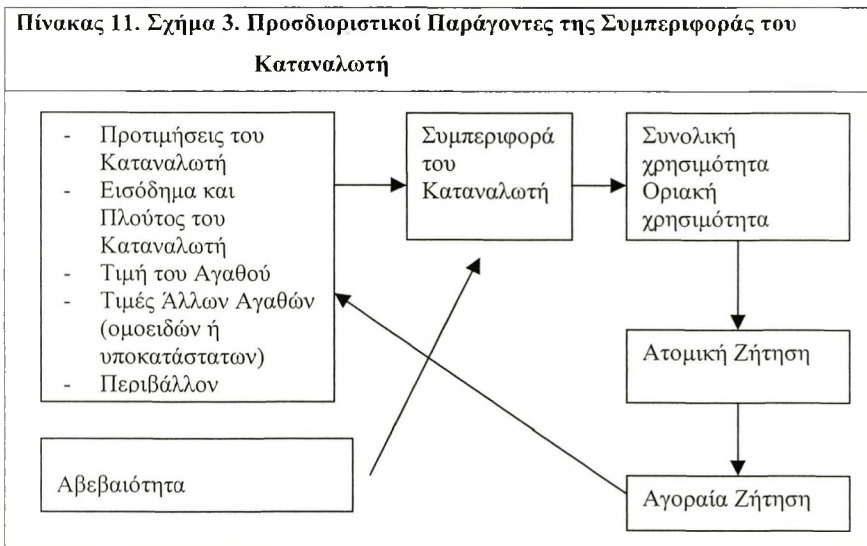 Πίνακας 11. Σχήμα 3. Προσδιοριστικοί Παράγοντες της Συμπεριφοράς του
Καταναλωτή
- Προτιμήσεις του
Καταναλωτή
- Εισόδημα και
Πλούτος του
Καταναλωτή
- Τιμή του Αγαθού
- Τιμές Άλλων Αγαθών
(ομοειδών ή
υποκατάστατων)
- Περιβάλλον
Συμπεριφορά
του
Καταναλωτή
Συνολική
χρησιμότητα
Οριακή
χρησιμότητα
Ατομική Ζήτηση
Αβεβαιότητα
Αγοραία Ζήτηση